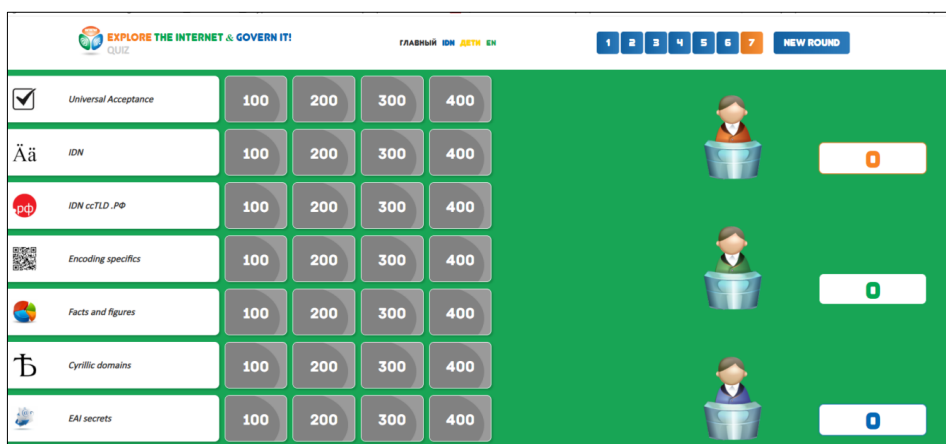 EXPLORE THE INTERNET & GOVERN IT!
QUIZ
ГЛАВНЫЙ IDN ДЕТИ EN
1 2 3 4 5 6 7 NEW ROUND
Universal Acceptance 100 200 300 400
Ää IDN 100 200 300 400
0
.рф IDN ccTLD .РФ 100 200 300 400
Encoding specifics 100 200 300 400
0
Facts and figures 100 200 300 400
Ђ Cyrillic domains 100 200 300 400
EAI secrets 100 200 300 400
0